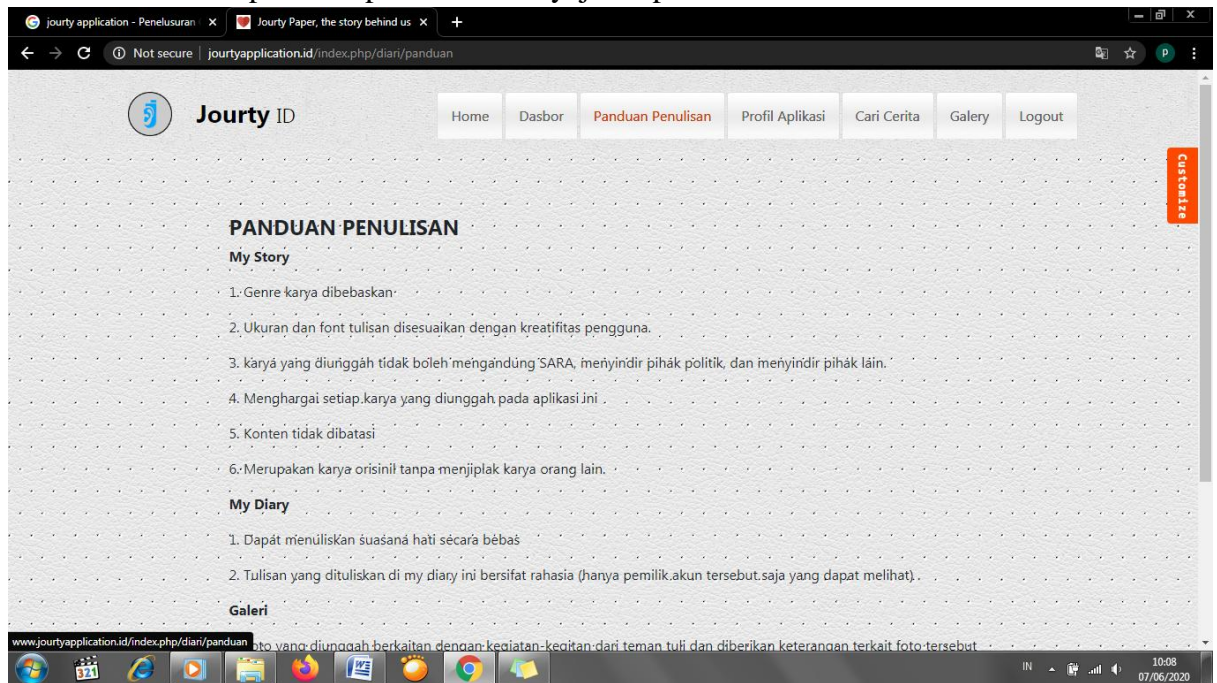 jourty application - Penelusuran
Jourty Paper, the story behind us
Not secure | jourtyapplication.id/index.php/diari/panduan
P
Jourty ID
Home Dasbor Panduan Penulisan Profil Aplikasi Cari Cerita Galery Logout
Customize
PANDUAN PENULISAN
My Story
1. Genre karya dibebaskan
2. Ukuran dan font tulisan disesuaikan dengan kreatifitas pengguna.
3. karya yang diunggah tidak boleh mengandung SARA, menyindir pihak politik, dan menyindir pihak lain.
4. Menghargai setiap karya yang diunggah pada aplikasi ini
5. Konten tidak dibatasi
6. Merupakan karya orisinil tanpa menjiplak karya orang lain.
My Diary
1. Dapat menuliskan suasana hati secara bebas
2. Tulisan yang dituliskan di my diary ini bersifat rahasia (hanya pemilik akun tersebut saja yang dapat melihat).
Galeri
yang diunggah berkaitan dengan kegiatan-kegitan dari teman tuli dan diberikan keterangan terkait foto tersebut
www.jourtyapplication.id/index.php/diari/panduan
321
IN
10:08
07/06/2020